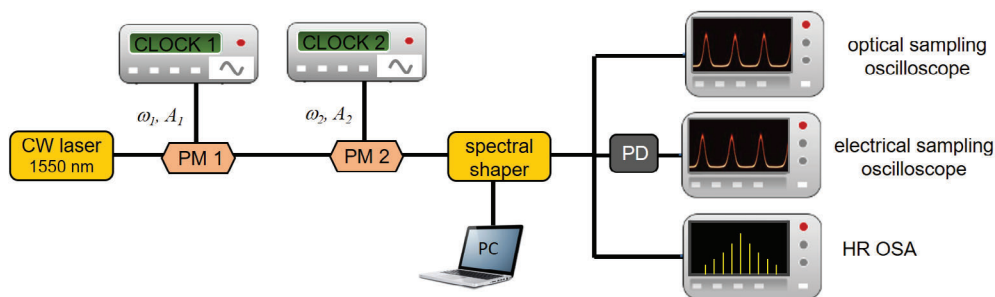 CLOCK 1
CLOCK 2
ω1, A1
ω2, A2
CW laser
1550 nm
PM 1
PM 2
spectral
shaper
PC
PD
optical sampling
oscilloscope
electrical sampling
oscilloscope
HR OSA